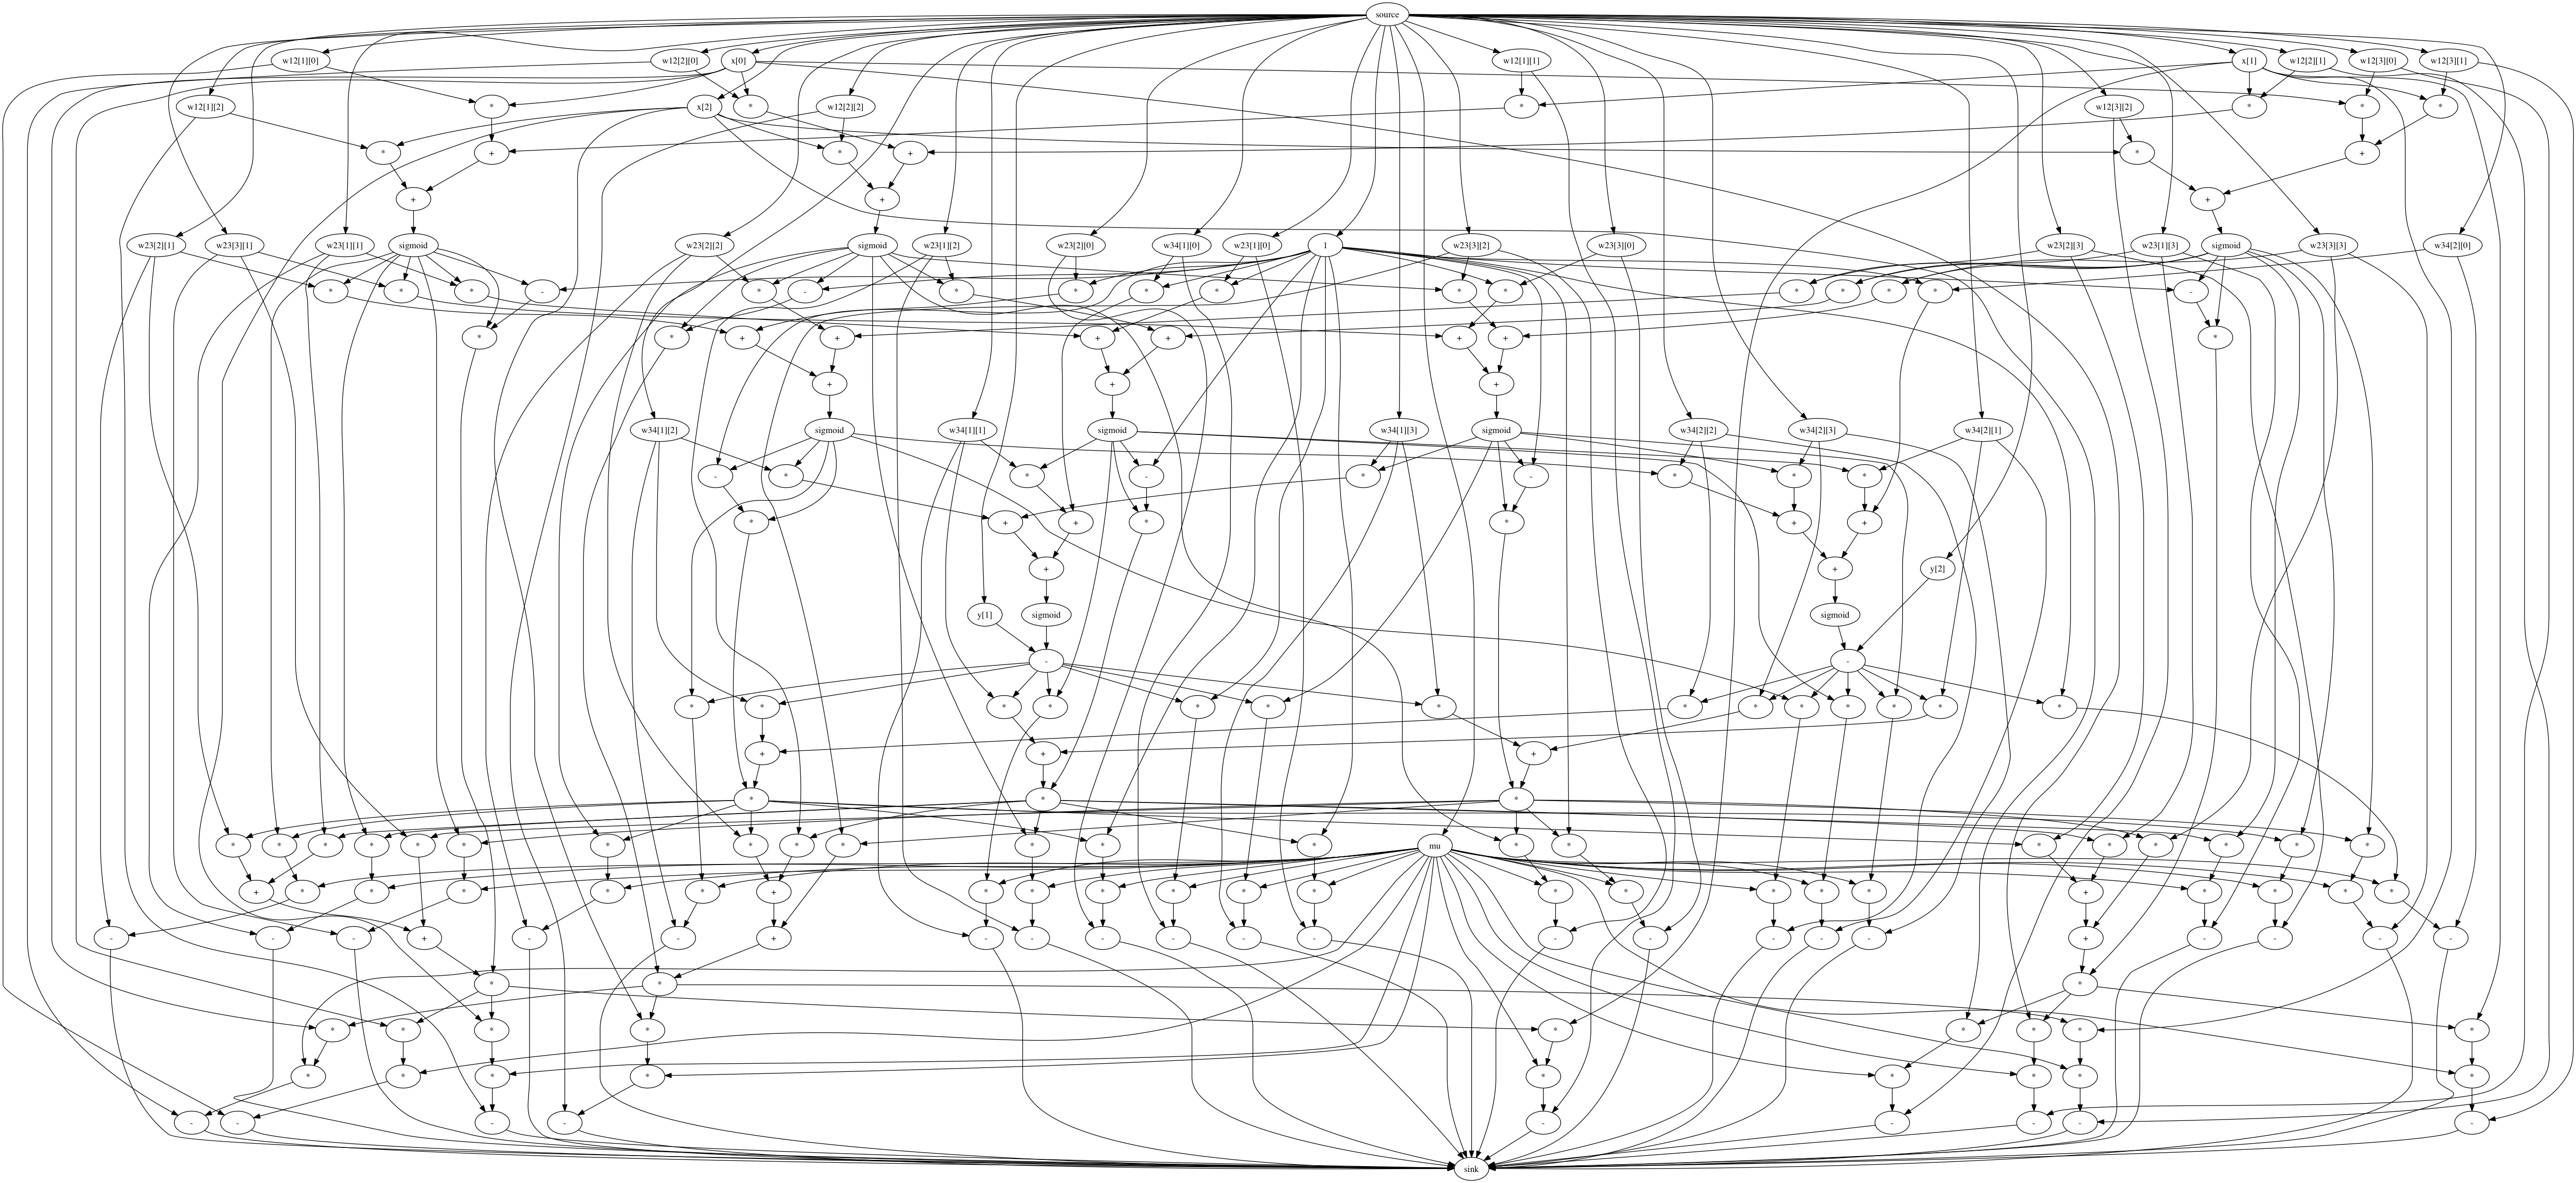 source
w12[1][0] w12[2][0] x[0] w12[1][1] x[1] w12[2][1] w12[3][0] w12[3][1]
w12[1][2] * x[2] * w12[2][2] * w12[3][2] * * *
* + * + * +
+ + +
w23[2][1] w23[3][1] w23[1][1] sigmoid w23[2][2] sigmoid w23[1][2] w23[2][0] w34[1][0] w23[1][0] 1 w23[3][2] w23[3][0] w23[2][3] w23[1][3] sigmoid w23[3][3] w34[2][0]
* * * - * - * * * * * * * * * * -
* * + + + + + + *
+ + +
w34[1][2] sigmoid w34[1][1] sigmoid w34[1][3] sigmoid w34[2][2] w34[2][3] w34[2][1]
- * * - * - * * *
* + + * * + +
+ + y[2]
y[1] sigmoid sigmoid
- -
* * * * * * * * * * * * * *
+ + +
* * *
* * * * * * * * * * * * * mu * * * * * * * *
+ * * * * * + * * * * * * * * * * * + * * * *
- - - + - - + - - - - - - - - - - - + - - - -
* * *
* * * * * * * * *
* * * * * * * * *
- - - - - - - - -
sink